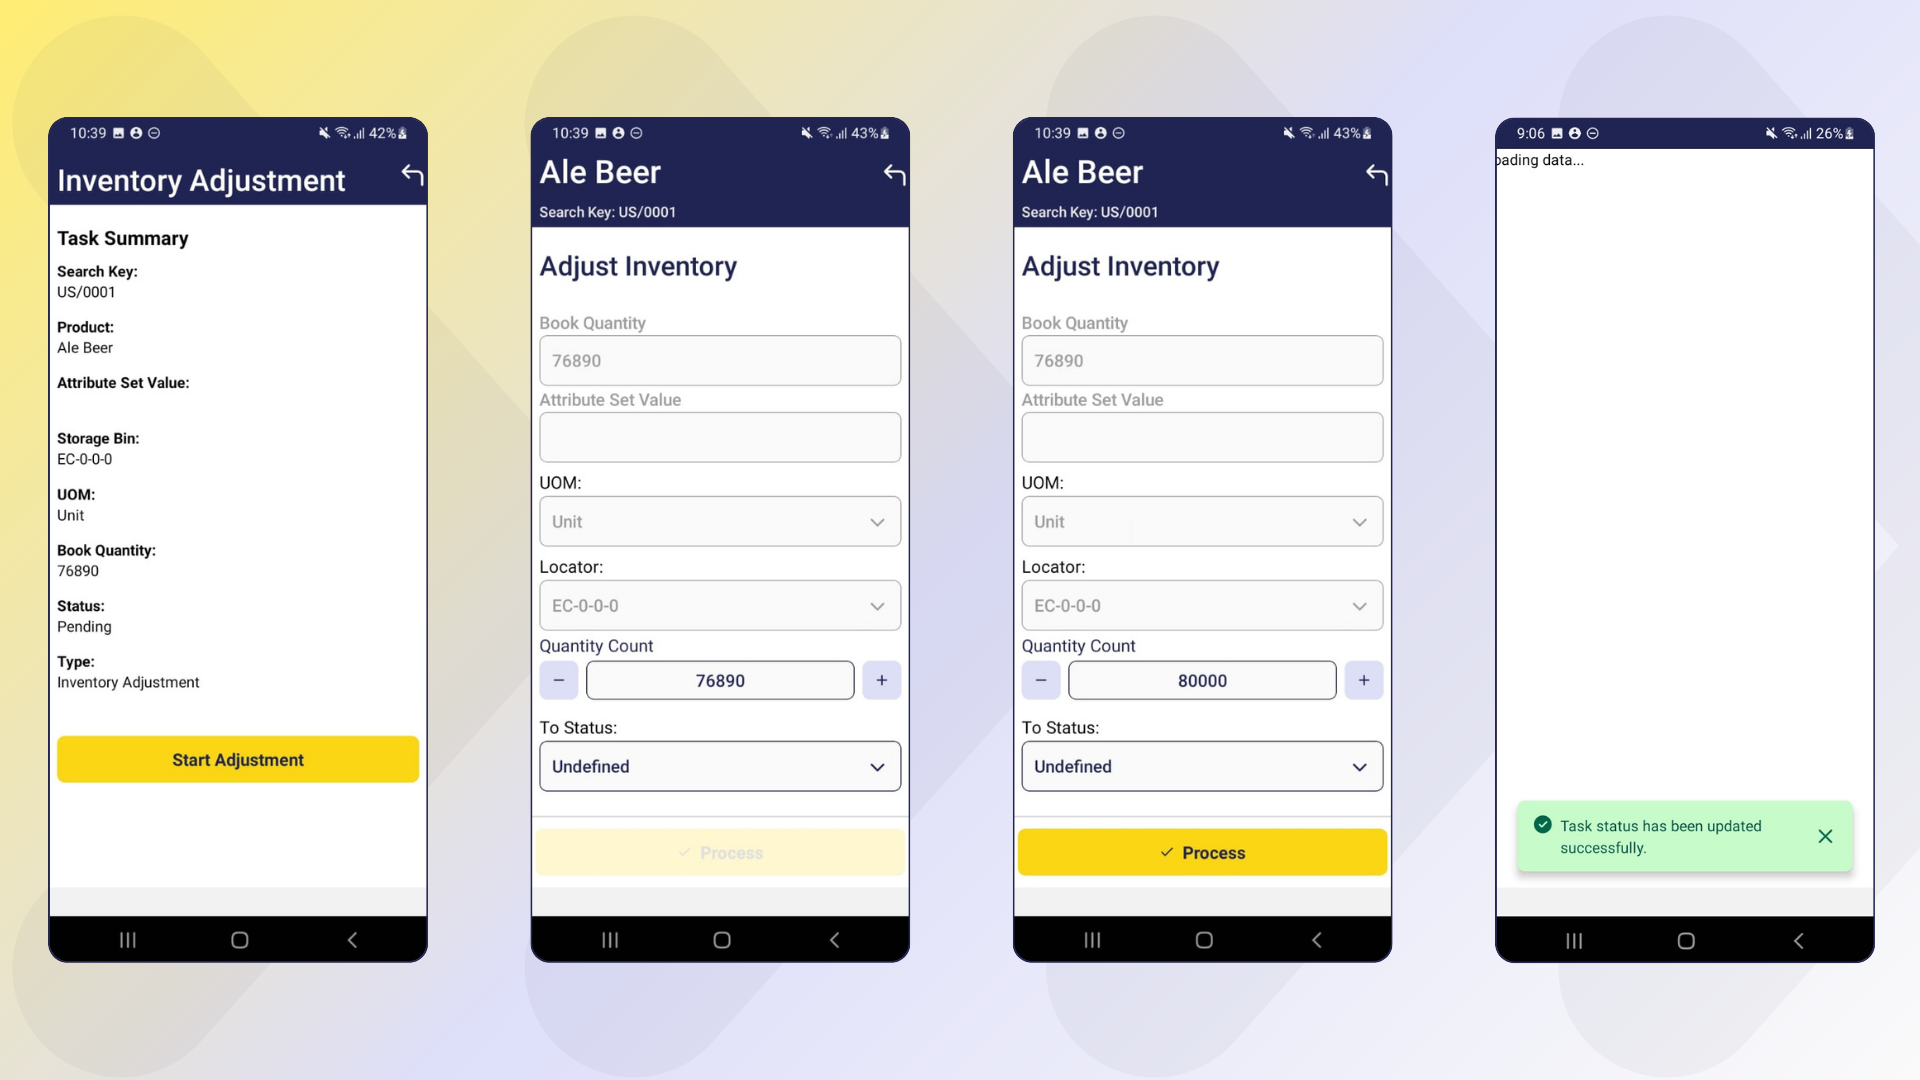 10:39
42%
Inventory Adjustment
Task Summary
Search Key:
US/0001
Product:
Ale Beer
Attribute Set Value:
Storage Bin:
EC-0-0-0
UOM:
Unit
Book Quantity:
76890
Status:
Pending
Type:
Inventory Adjustment
Start Adjustment
10:39
43%
Ale Beer
Search Key: US/0001
Adjust Inventory
Book Quantity
76890
Attribute Set Value
UOM:
Unit
Locator:
EC-0-0-0
Quantity Count
− 76890 +
To Status:
Undefined
Process
10:39
43%
Ale Beer
Search Key: US/0001
Adjust Inventory
Book Quantity
76890
Attribute Set Value
UOM:
Unit
Locator:
EC-0-0-0
Quantity Count
− 80000 +
To Status:
Undefined
Process
9:06
26%
oading data...
Task status has been updated
successfully.